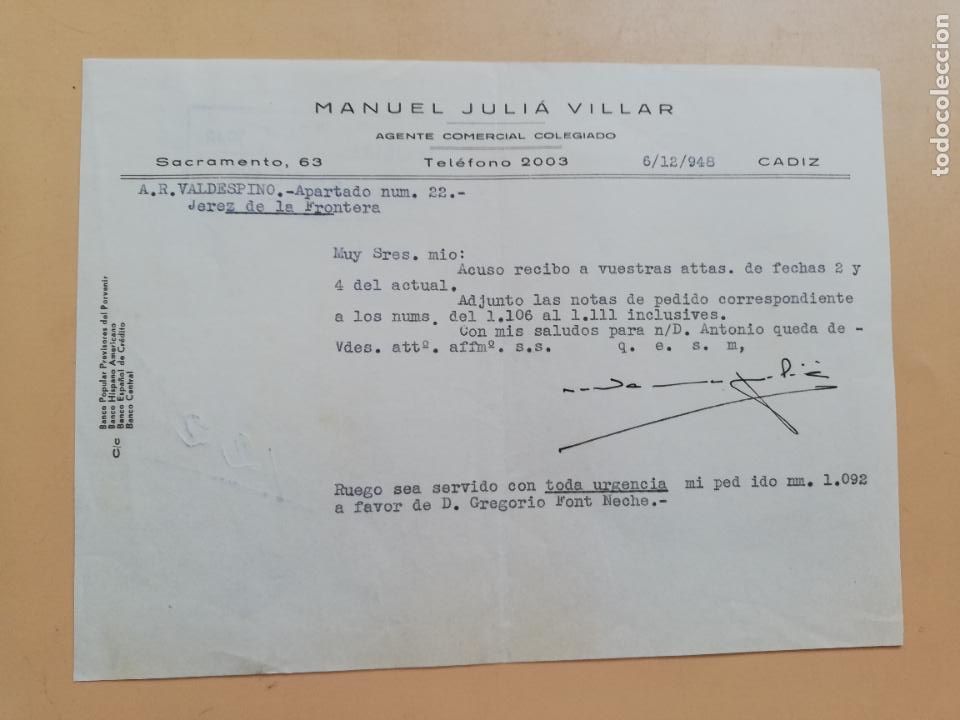 MANUEL JULIÁ VILLAR
AGENTE COMERCIAL COLEGIADO
Sacramento, 63 Teléfono 2003 6/12/948 CADIZ
A.R.VALDESPINO.-Apartado num. 22.-
Jerez de la Frontera
Muy Sres. mio:
Acuso recibo a vuestras attas. de fechas 2 y
4 del actual.
Adjunto las notas de pedido correspondiente
a los nums. del 1.106 al 1.111 inclusives.
Con mis saludos para n/D. Antonio queda de -
Vdes. attº. affmº. s.s. q. e. s. m,
Ruego sea servido con toda urgencia mi ped ido nm. 1.092
a favor de D. Gregorio Font Neche.-
C/c
Banco Popular Previsores del Porvenir
Banco Hispano Americano
Banco Español de Crédito
Banco Central
todocoleccion